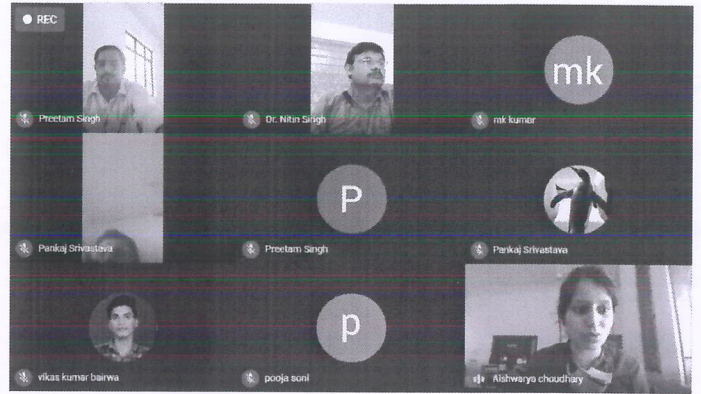 REC
Preetam Singh
Dr. Nitin Singh
mk
mk kumar
Pankaj Srivastava
P
Preetam Singh
Pankaj Srivastava
vikas kumar bairwa
p
pooja soni
Aishwarya choudhary